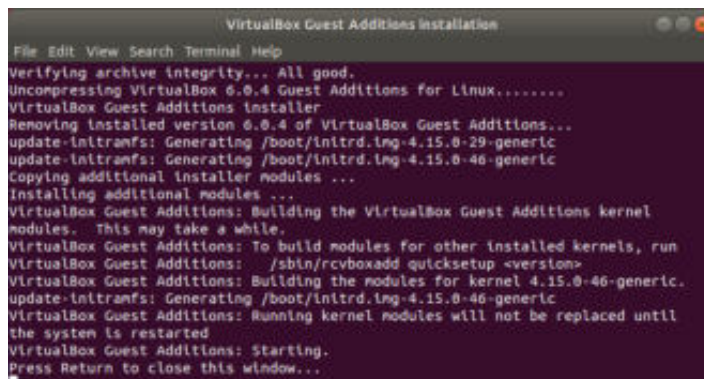 VirtualBox Guest Additions installation
File Edit View Search Terminal Help
Verifying archive integrity... All good.
Uncompressing VirtualBox 6.0.4 Guest Additions for Linux........
VirtualBox Guest Additions installer
Removing installed version 6.0.4 of VirtualBox Guest Additions...
update-initramfs: Generating /boot/initrd.img-4.15.0-29-generic
update-initramfs: Generating /boot/initrd.img-4.15.0-46-generic
Copying additional installer modules ...
Installing additional modules ...
VirtualBox Guest Additions: Building the VirtualBox Guest Additions kernel
modules.  This may take a while.
VirtualBox Guest Additions: To build modules for other installed kernels, run
VirtualBox Guest Additions:   /sbin/rcvboxadd quicksetup <version>
VirtualBox Guest Additions: Building the modules for kernel 4.15.0-46-generic.
update-initramfs: Generating /boot/initrd.img-4.15.0-46-generic
VirtualBox Guest Additions: Running kernel modules will not be replaced until
the system is restarted
VirtualBox Guest Additions: Starting.
Press Return to close this window...